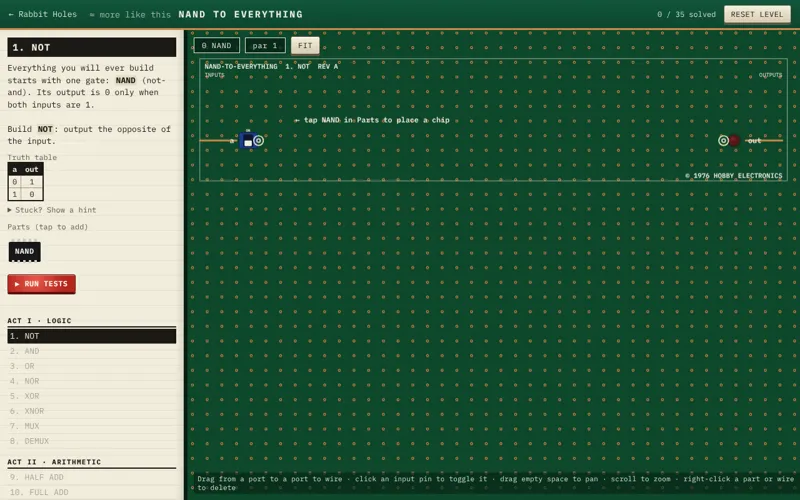 ← Rabbit Holes
∞ more like this
NAND TO EVERYTHING
0 / 35 solved
RESET LEVEL
1. NOT
Everything you will ever build
starts with one gate: NAND (not-
and). Its output is 0 only when
both inputs are 1.
Build NOT: output the opposite of
the input.
Truth table
a out
0 1
1 0
▶ Stuck? Show a hint
Parts (tap to add)
NAND
▶ RUN TESTS
ACT I · LOGIC
1. NOT
2. AND
3. OR
4. NOR
5. XOR
6. XNOR
7. MUX
8. DEMUX
ACT II · ARITHMETIC
9. HALF ADD
10. FULL ADD
0 NAND
par 1
FIT
NAND-TO-EVERYTHING 1. NOT REV A
INPUTS
OUTPUTS
← tap NAND in Parts to place a chip
a
out
© 1976 HOBBY ELECTRONICS
Drag from a port to a port to wire · click an input pin to toggle it · drag empty space to pan · scroll to zoom · right-click a part or wire
to delete